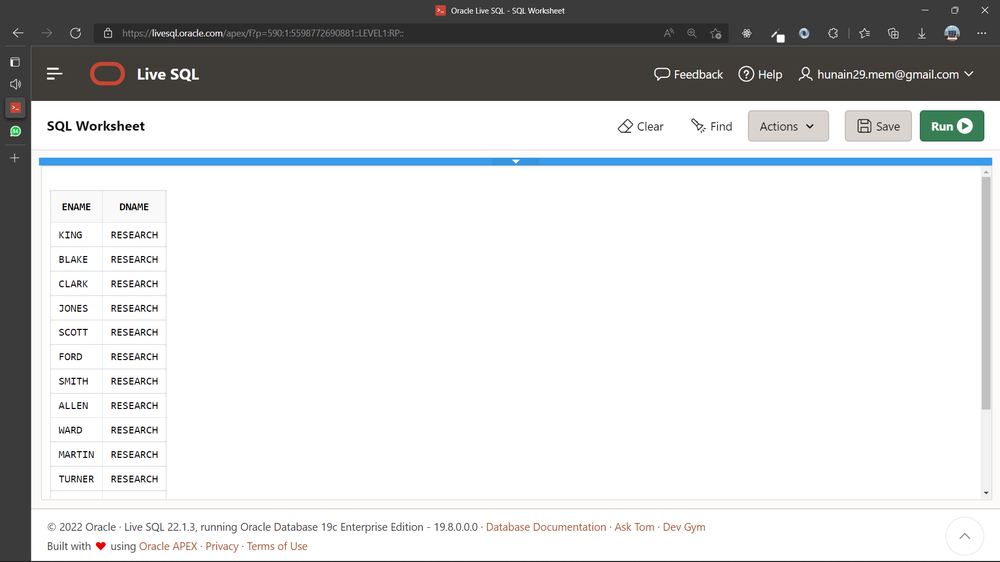 Oracle Live SQL - SQL Worksheet
https://livesql.oracle.com/apex/f?p=590:1:5598772690881::LEVEL1:RP::
Live SQL
Feedback
Help
hunain29.mem@gmail.com
84
SQL Worksheet
Clear
Find
Actions
Save
Run
ENAME DNAME
KING RESEARCH
BLAKE RESEARCH
CLARK RESEARCH
JONES RESEARCH
SCOTT RESEARCH
FORD RESEARCH
SMITH RESEARCH
ALLEN RESEARCH
WARD RESEARCH
MARTIN RESEARCH
TURNER RESEARCH
© 2022 Oracle · Live SQL 22.1.3, running Oracle Database 19c Enterprise Edition - 19.8.0.0.0 · Database Documentation · Ask Tom · Dev Gym
Built with ❤ using Oracle APEX · Privacy · Terms of Use